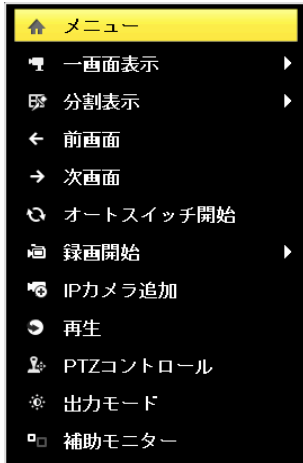 メニュー
一画面表示
分割表示
前画面
次画面
オートスイッチ開始
録画開始
IPカメラ追加
再生
PTZコントロール
出力モード
補助モニター